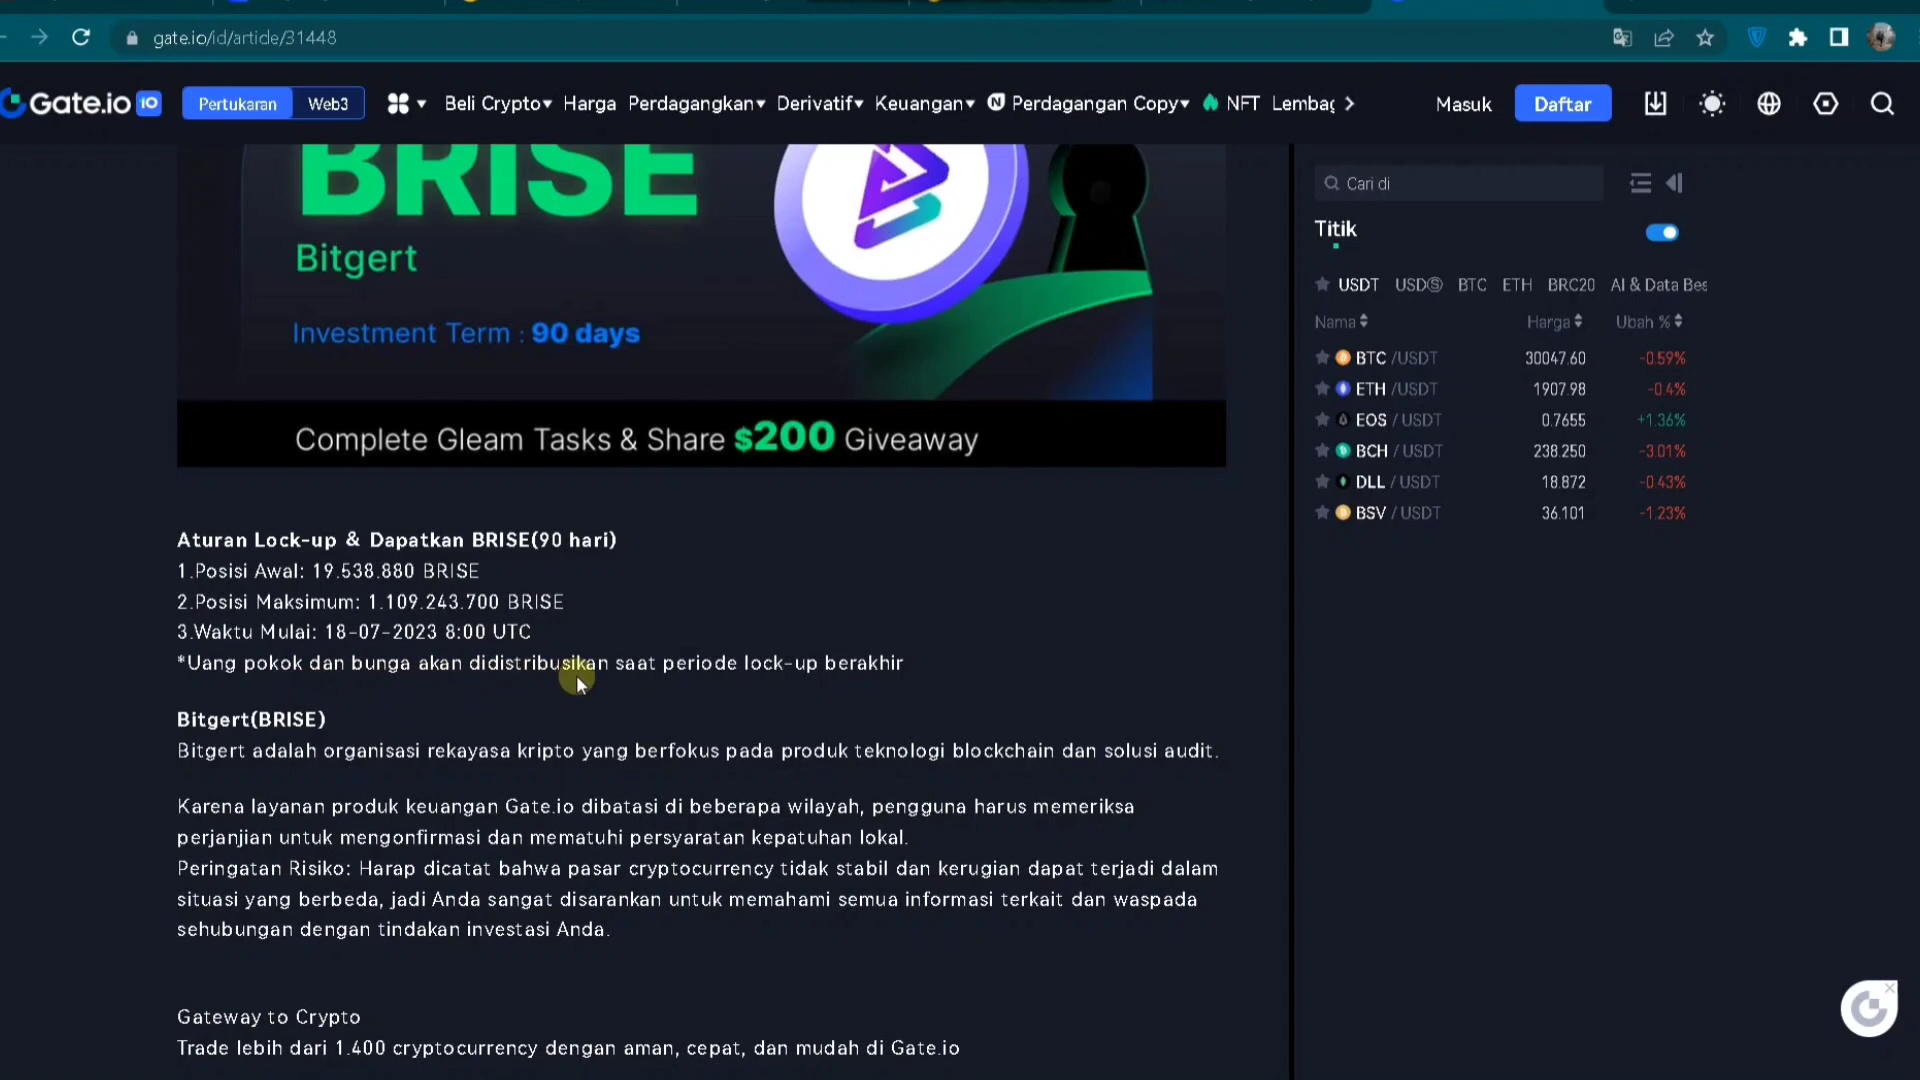 gate.io/id/article/31448
Gate.io IO Pertukaran Web3 Beli Crypto Harga Perdagangkan Derivatif Keuangan Perdagangan Copy NFT Masuk Daftar
BRISE
Bitgert
Investment Term : 90 days
Complete Gleam Tasks & Share $200 Giveaway
Aturan Lock-up & Dapatkan BRISE(90 hari)
1.Posisi Awal: 19.538.880 BRISE
2.Posisi Maksimum: 1.109.243.700 BRISE
3.Waktu Mulai: 18-07-2023 8:00 UTC
*Uang pokok dan bunga akan didistribusikan saat periode lock-up berakhir
Bitgert(BRISE)
Bitgert adalah organisasi rekayasa kripto yang berfokus pada produk teknologi blockchain dan solusi audit.
Karena layanan produk keuangan Gate.io dibatasi di beberapa wilayah, pengguna harus memeriksa
perjanjian untuk mengonfirmasi dan mematuhi persyaratan kepatuhan lokal.
Peringatan Risiko: Harap dicatat bahwa pasar cryptocurrency tidak stabil dan kerugian dapat terjadi dalam
situasi yang berbeda, jadi Anda sangat disarankan untuk memahami semua informasi terkait dan waspada
sehubungan dengan tindakan investasi Anda.
Gateway to Crypto
Trade lebih dari 1.400 cryptocurrency dengan aman, cepat, dan mudah di Gate.io
Cari di
Titik
USDT USDⓈ BTC ETH BRC20 AI & Data
Nama Harga Ubah %
BTC /USDT 30047.60 -0.59%
ETH /USDT 1907.98 -0.4%
EOS / USDT 0.7655 +1.36%
BCH / USDT 238.250 -3.01%
DLL / USDT 18.872 -0.43%
BSV / USDT 36.101 -1.23%